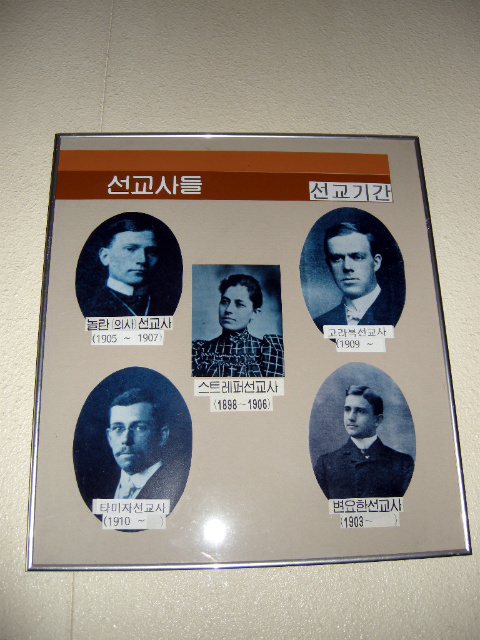 선교사들
선교기간
놀란(의사)선교사
(1905 ~ 1907)
스트레퍼선교사
(1898~1906)
고라복선교사
(1909 ~
타마자선교사
(1910 ~ )
변요한선교사
(1903~ )